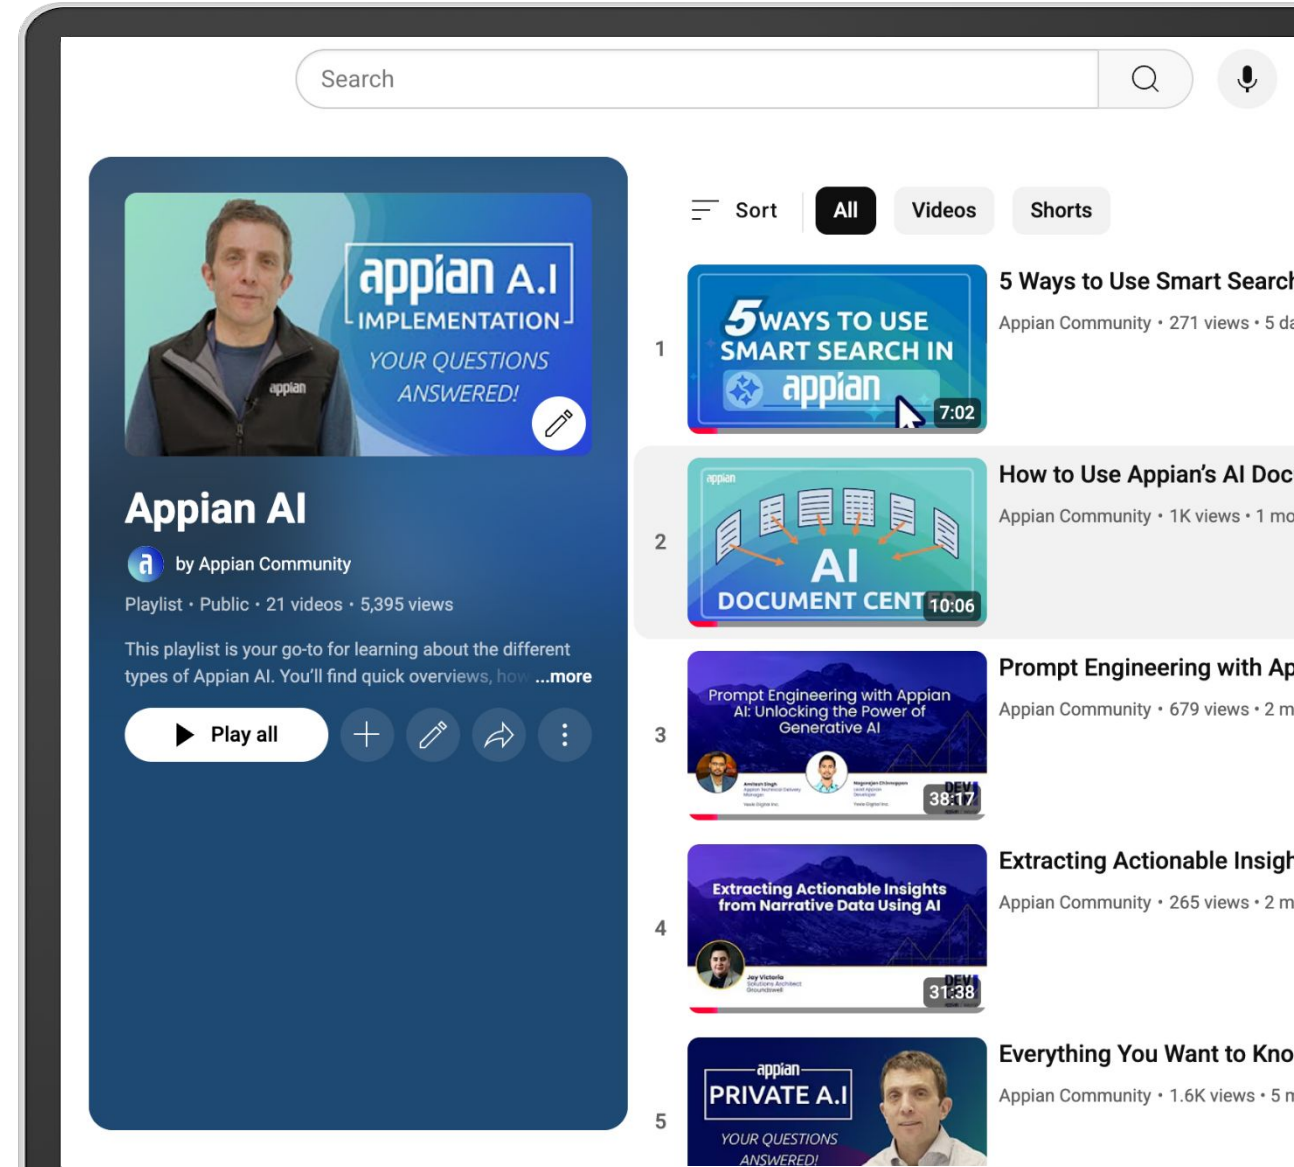 Search
appian A.I
IMPLEMENTATION
YOUR QUESTIONS
ANSWERED!
appian
Appian AI
a
by Appian Community
Playlist • Public • 21 videos • 5,395 views
This playlist is your go-to for learning about the different
types of Appian AI. You'll find quick overviews, how ...more
Play all
Sort
All
Videos
Shorts
1
5 WAYS TO USE
SMART SEARCH IN
appian
7:02
5 Ways to Use Smart Search
Appian Community • 271 views • 5 da
2
appian
AI
DOCUMENT CENT
10:06
How to Use Appian’s AI Doc
Appian Community • 1K views • 1 mo
3
Prompt Engineering with Appian
AI: Unlocking the Power of
Generative AI
38:17
Prompt Engineering with Ap
Appian Community • 679 views • 2 m
4
Extracting Actionable Insights
from Narrative Data Using AI
Jay Victoria
Solutions Architect
Groundswell
31:38
Extracting Actionable Insigh
Appian Community • 265 views • 2 m
5
appian
PRIVATE A.I
YOUR QUESTIONS
ANSWERED!
Everything You Want to Kno
Appian Community • 1.6K views • 5 m